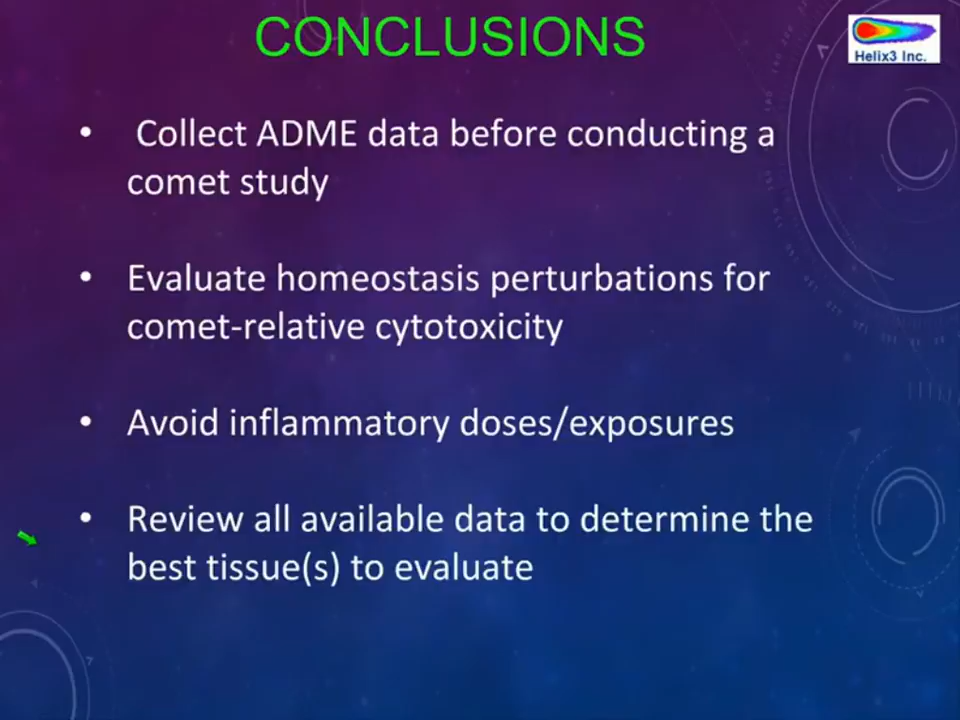 CONCLUSIONS
Helix3 Inc.
• Collect ADME data before conducting a
comet study
• Evaluate homeostasis perturbations for
comet-relative cytotoxicity
• Avoid inflammatory doses/exposures
• Review all available data to determine the
best tissue(s) to evaluate